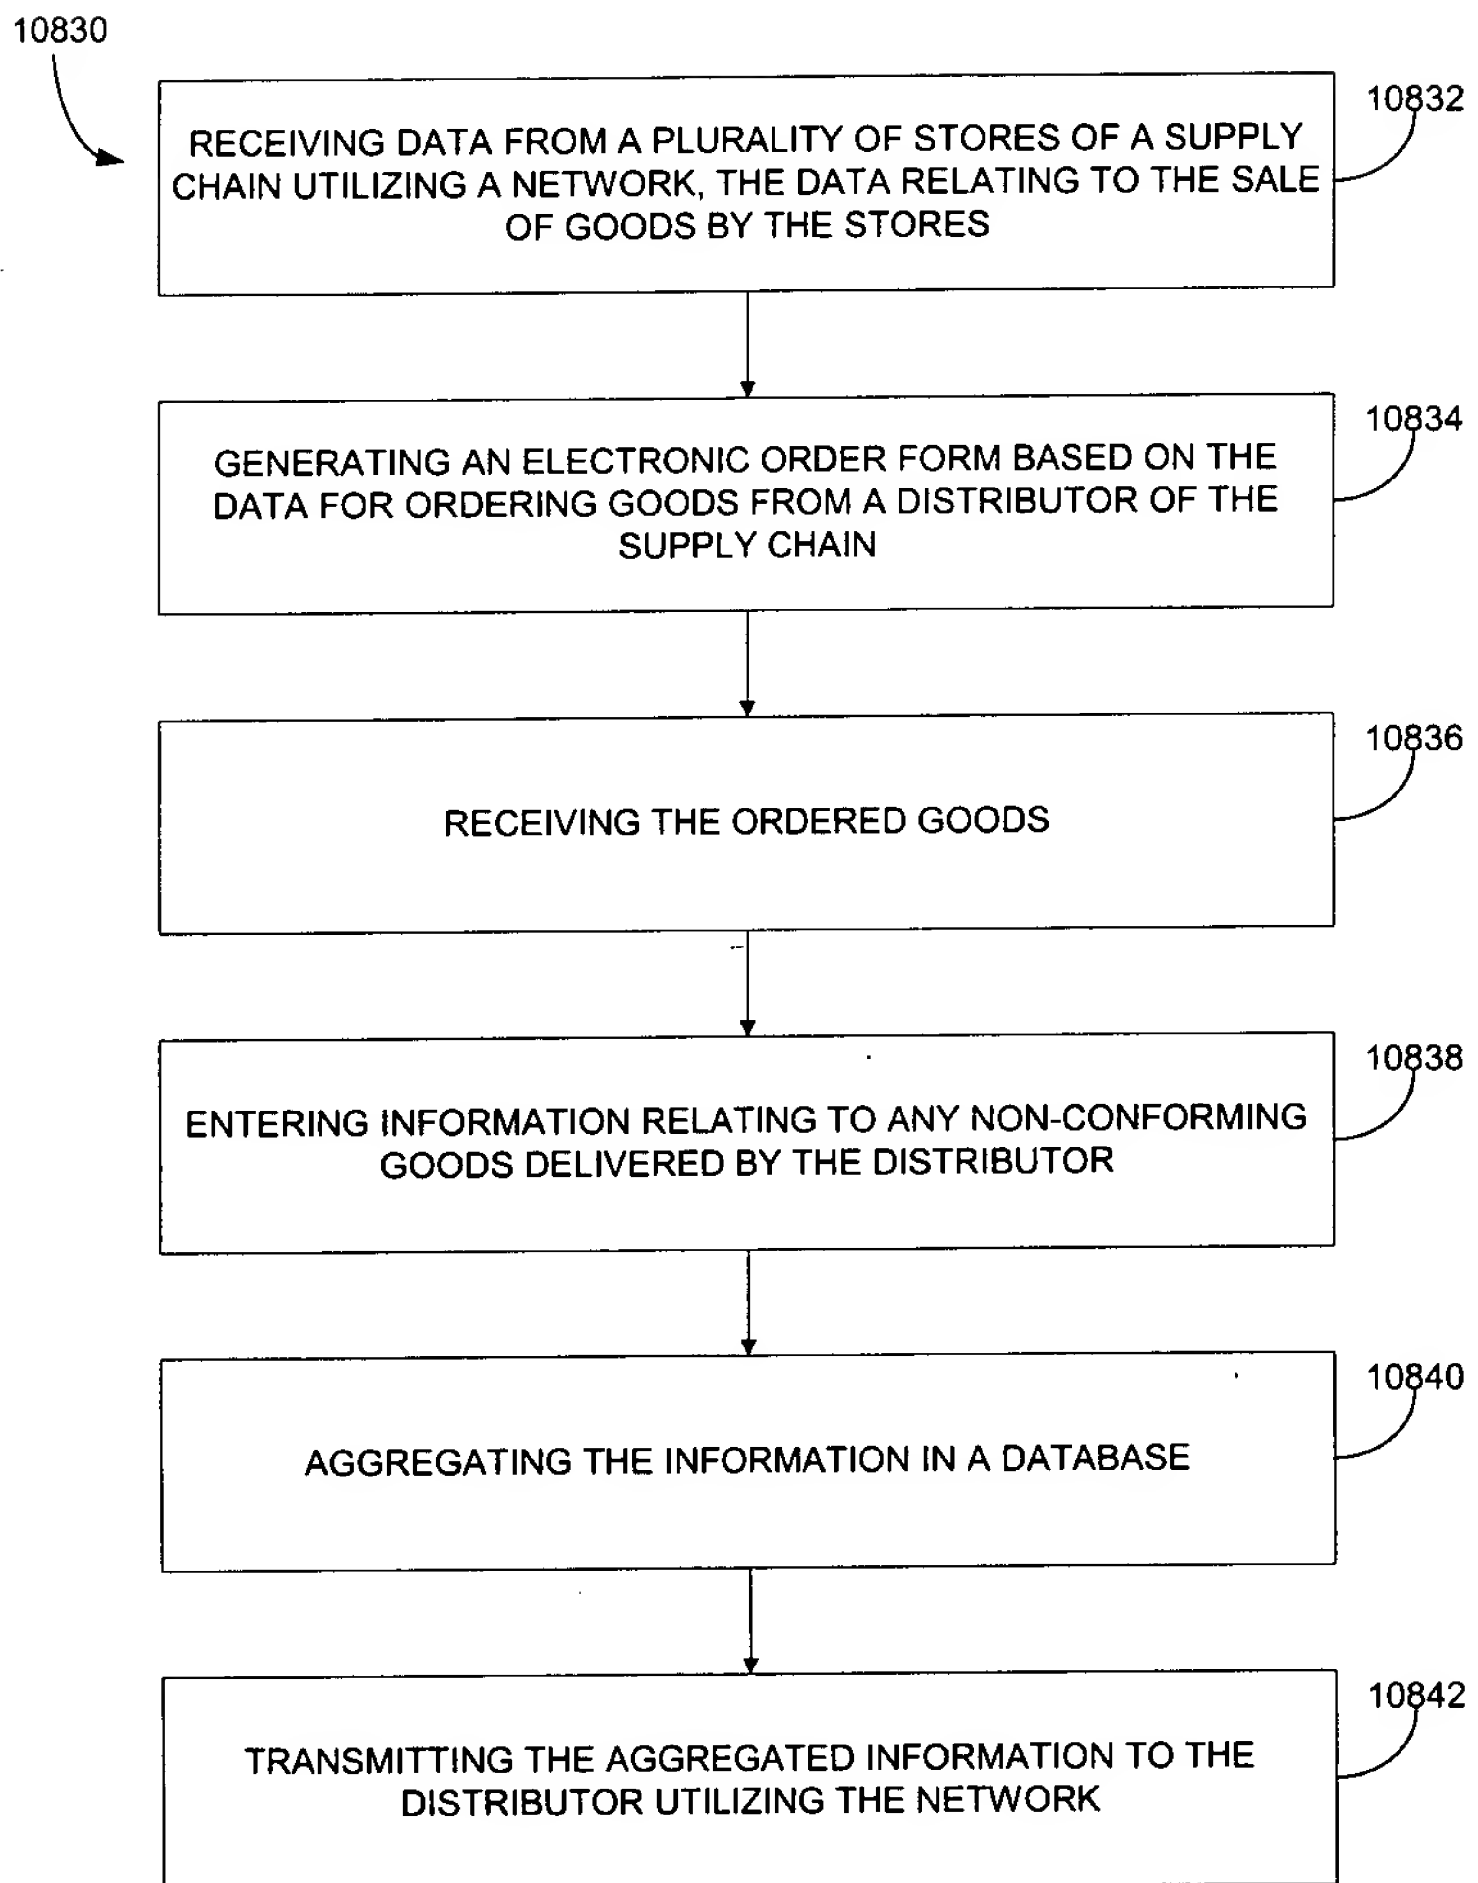 10830
10832
RECEIVING DATA FROM A PLURALITY OF STORES OF A SUPPLY
CHAIN UTILIZING A NETWORK, THE DATA RELATING TO THE SALE
OF GOODS BY THE STORES
10834
GENERATING AN ELECTRONIC ORDER FORM BASED ON THE
DATA FOR ORDERING GOODS FROM A DISTRIBUTOR OF THE
SUPPLY CHAIN
10836
RECEIVING THE ORDERED GOODS
10838
ENTERING INFORMATION RELATING TO ANY NON-CONFORMING
GOODS DELIVERED BY THE DISTRIBUTOR
10840
AGGREGATING THE INFORMATION IN A DATABASE
10842
TRANSMITTING THE AGGREGATED INFORMATION TO THE
DISTRIBUTOR UTILIZING THE NETWORK